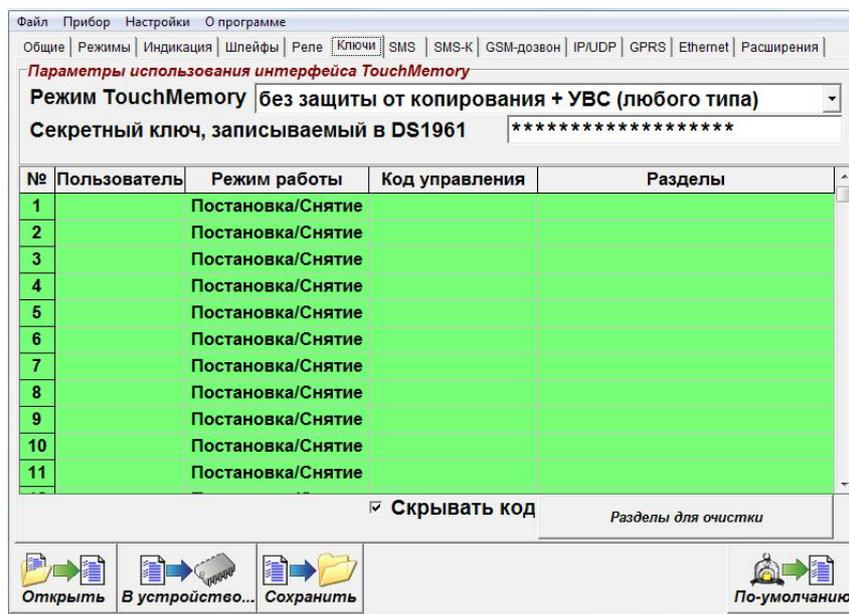 Файл Прибор Настройки О программе
Общие Режимы Индикация Шлейфы Реле Ключи SMS SMS-К GSM-дозвон IP/UDP GPRS Ethernet Расширения
Параметры использования интерфейса TouchMemory
Режим TouchMemory без защиты от копирования + УВС (любого типа)
Секретный ключ, записываемый в DS1961 *******************
№ Пользователь Режим работы Код управления Разделы
1 Постановка/Снятие
2 Постановка/Снятие
3 Постановка/Снятие
4 Постановка/Снятие
5 Постановка/Снятие
6 Постановка/Снятие
7 Постановка/Снятие
8 Постановка/Снятие
9 Постановка/Снятие
10 Постановка/Снятие
11 Постановка/Снятие
Скрывать код Разделы для очистки
Открыть В устройство... Сохранить По-умолчанию